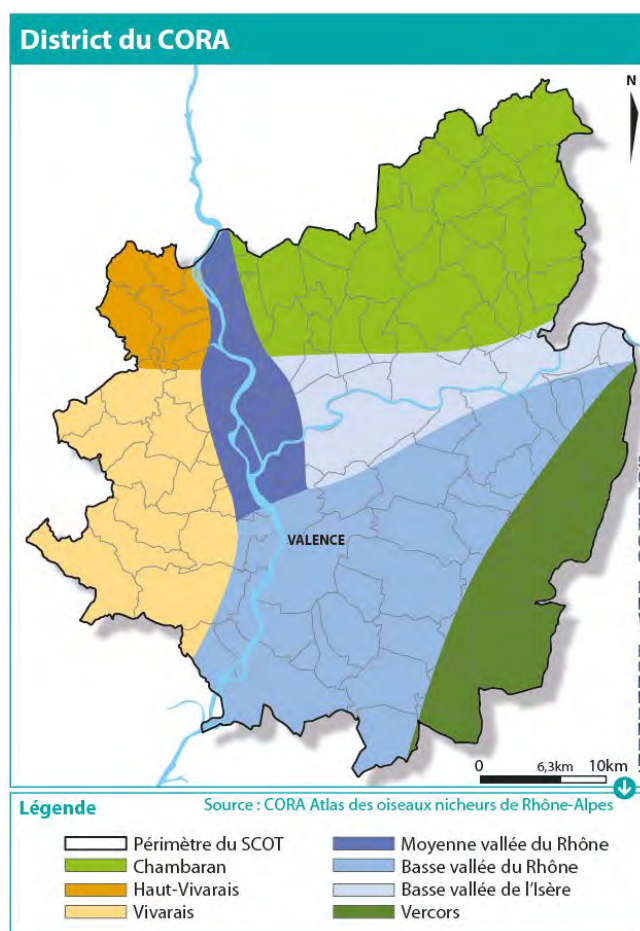 District du CORA
N
VALENCE
0 6,3km 10km
Légende
Source : CORA Atlas des oiseaux nicheurs de Rhône-Alpes
Périmètre du SCOT
Chambaran
Haut-Vivarais
Vivarais
Moyenne vallée du Rhône
Basse vallée du Rhône
Basse vallée de l'Isère
Vercors